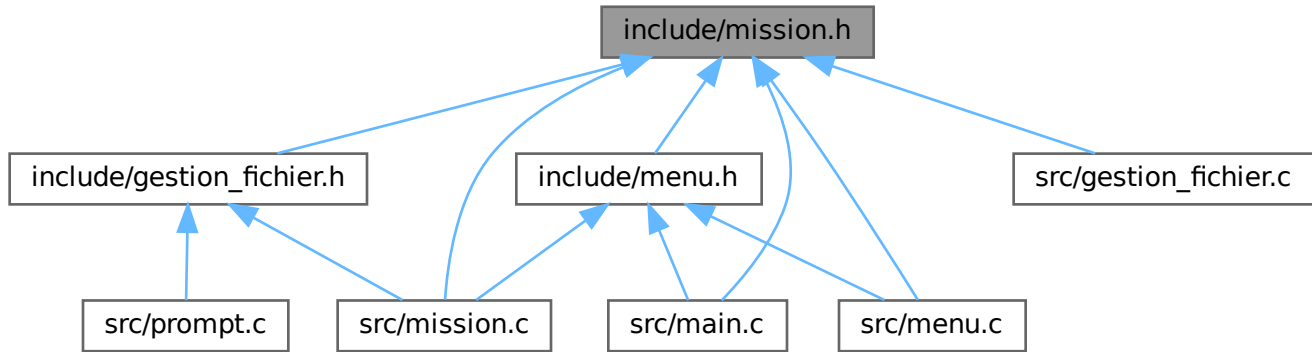 include/mission.h
include/gestion_fichier.h
include/menu.h
src/gestion_fichier.c
src/prompt.c
src/mission.c
src/main.c
src/menu.c